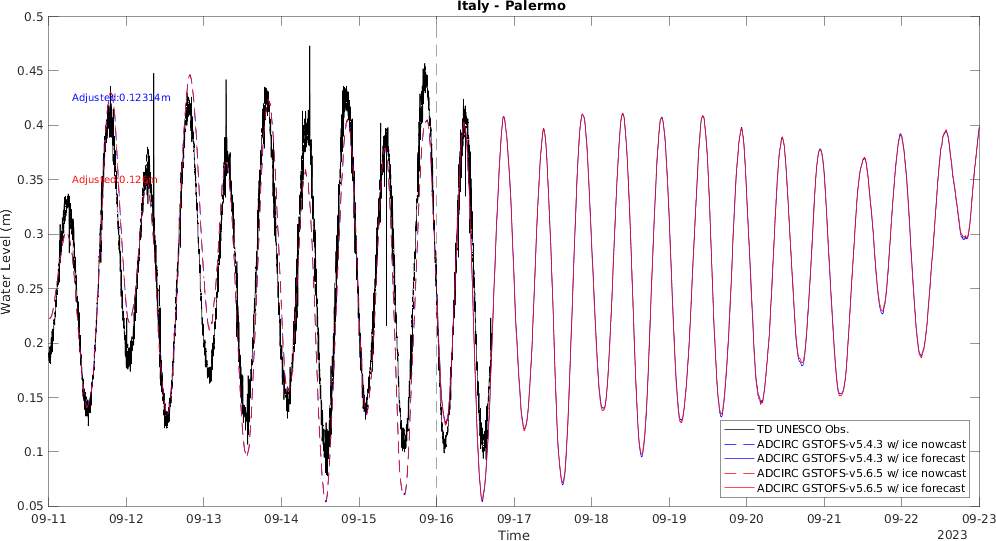 Italy - Palermo
Water Level (m)
0.5
0.45
0.4
0.35
0.3
0.25
0.2
0.15
0.1
0.05
Adjusted:0.12314m
TD UNESCO Obs.
ADCIRC GSTOFS-v5.4.3 w/ ice nowcast
ADCIRC GSTOFS-v5.4.3 w/ ice forecast
ADCIRC GSTOFS-v5.6.5 w/ ice nowcast
ADCIRC GSTOFS-v5.6.5 w/ ice forecast
09-11 09-12 09-13 09-14 09-15 09-16 09-17 09-18 09-19 09-20 09-21 09-22 09-23
Time
2023